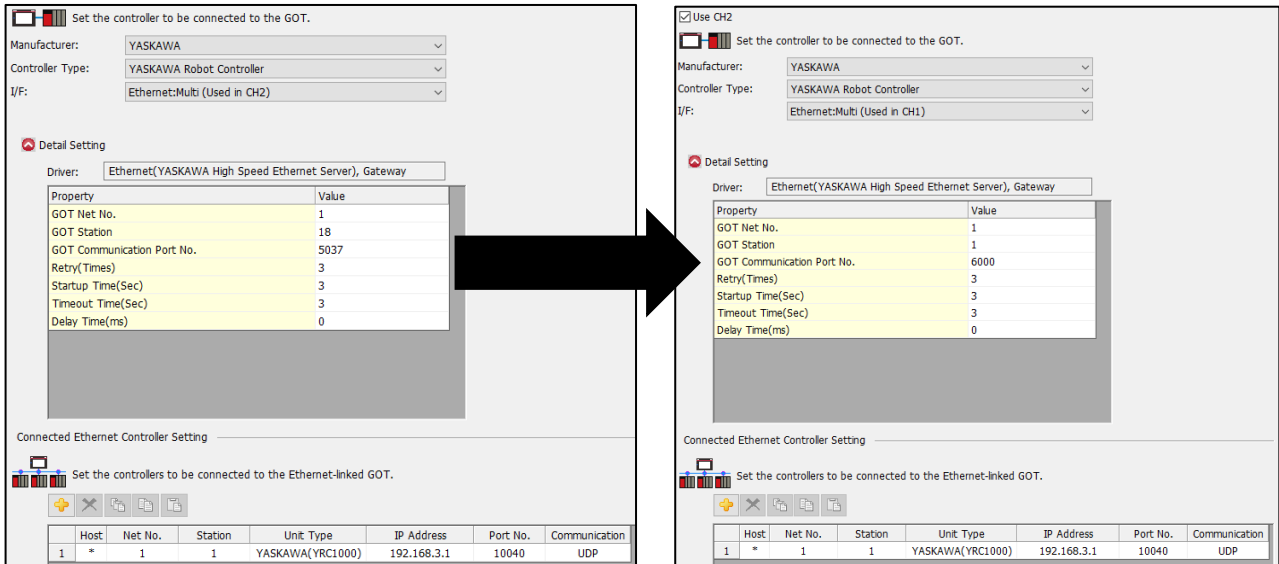 Set the controller to be connected to the GOT.
Manufacturer: YASKAWA
Controller Type: YASKAWA Robot Controller
I/F: Ethernet:Multi (Used in CH2)
Detail Setting
Driver: Ethernet(YASKAWA High Speed Ethernet Server), Gateway
Property Value
GOT Net No. 1
GOT Station 18
GOT Communication Port No. 5037
Retry(Times) 3
Startup Time(Sec) 3
Timeout Time(Sec) 3
Delay Time(ms) 0
Connected Ethernet Controller Setting
Set the controllers to be connected to the Ethernet-linked GOT.
Host Net No. Station Unit Type IP Address Port No. Communication
1 * 1 1 YASKAWA(YRC1000) 192.168.3.1 10040 UDP
Use CH2
Set the controller to be connected to the GOT.
Manufacturer: YASKAWA
Controller Type: YASKAWA Robot Controller
I/F: Ethernet:Multi (Used in CH1)
Detail Setting
Driver: Ethernet(YASKAWA High Speed Ethernet Server), Gateway
Property Value
GOT Net No. 1
GOT Station 1
GOT Communication Port No. 6000
Retry(Times) 3
Startup Time(Sec) 3
Timeout Time(Sec) 3
Delay Time(ms) 0
Connected Ethernet Controller Setting
Set the controllers to be connected to the Ethernet-linked GOT.
Host Net No. Station Unit Type IP Address Port No. Communication
1 * 1 1 YASKAWA(YRC1000) 192.168.3.1 10040 UDP